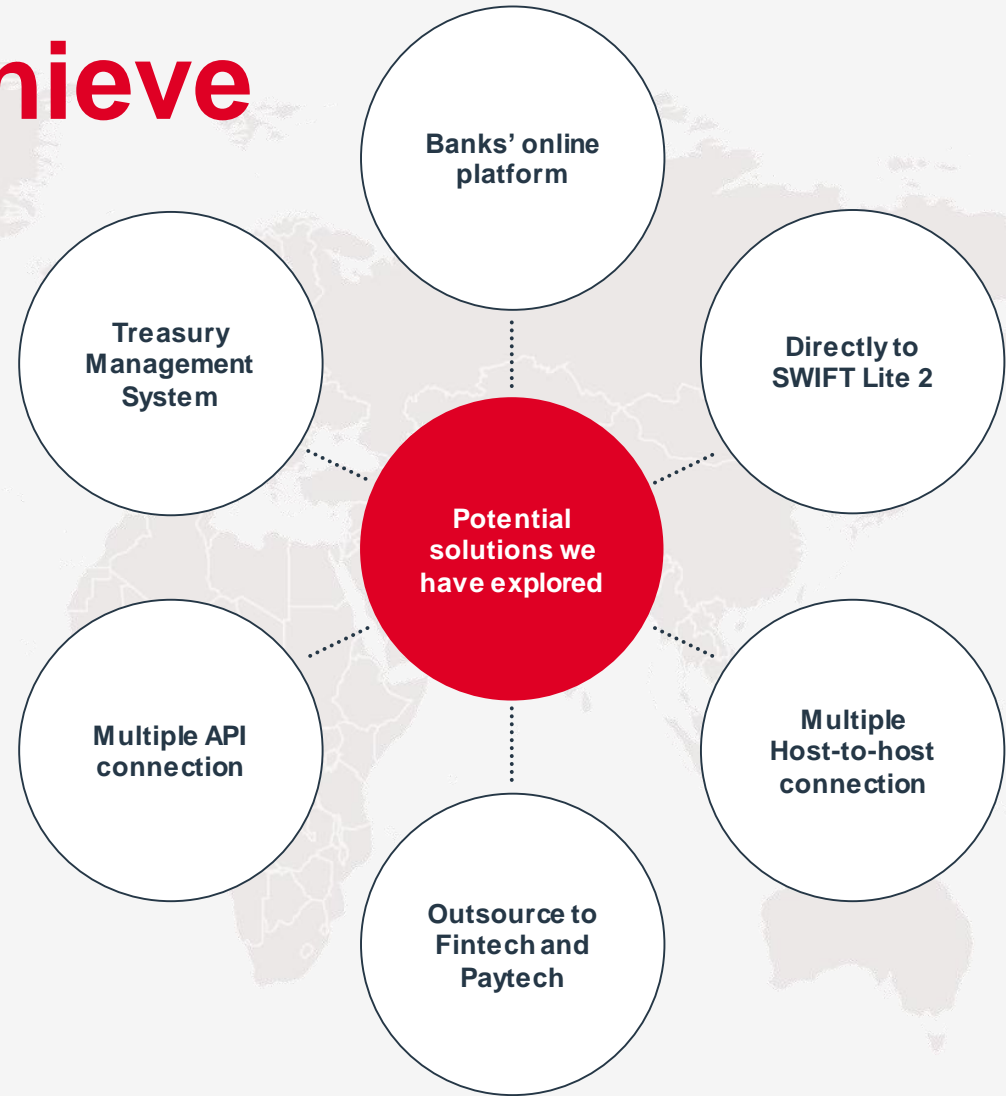 hieve
Banks’ online
platform
Treasury
Management
System
Directly to
SWIFT Lite 2
Potential
solutions we
have explored
Multiple API
connection
Multiple
Host-to-host
connection
Outsource to
Fintech and
Paytech